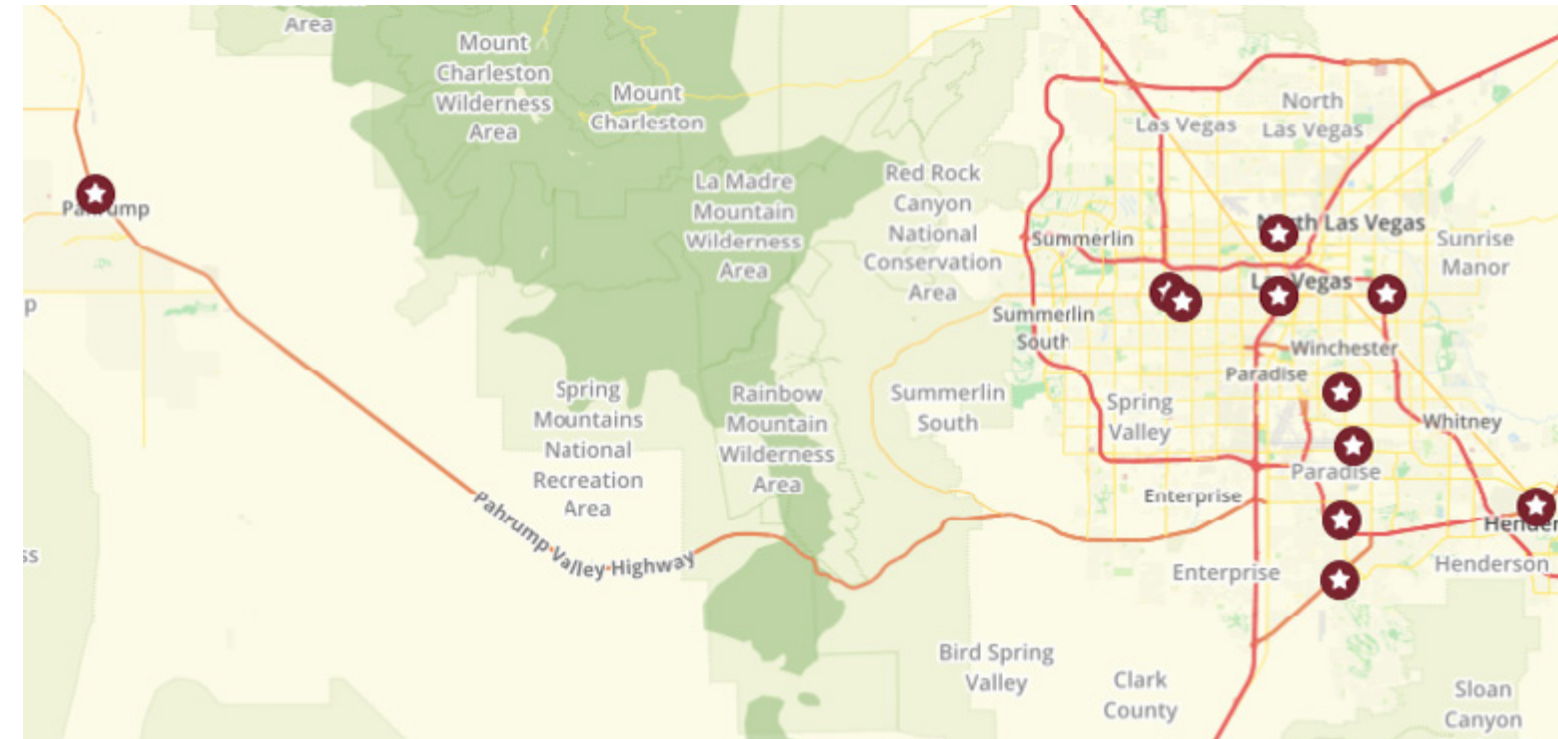 Area
Mount
Charleston
Wilderness
Area
Mount
Charleston
North
Las Vegas
Las Vegas
La Madre
Mountain
Wilderness
Area
Red Rock
Canyon
National
Conservation
Area
Pahrump
North Las Vegas
Summerlin
Sunrise
Manor
Las Vegas
p
Summerlin
South
Winchester
Paradise
Spring
Mountains
National
Recreation
Area
Rainbow
Mountain
Wilderness
Area
Summerlin
South
Spring
Valley
Whitney
Paradise
Enterprise
Pahrump Valley Highway
Hender
ss
Enterprise
Henderson
Bird Spring
Valley
Clark
County
Sloan
Canyon